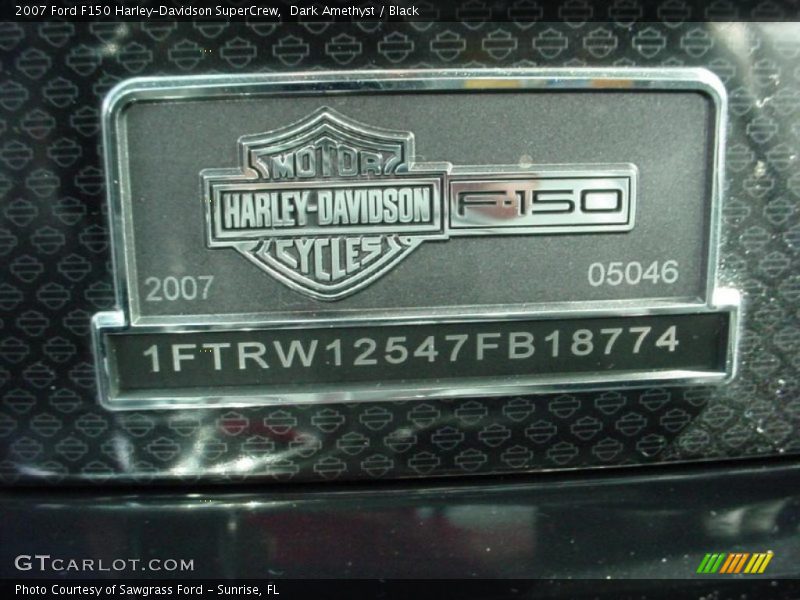 2007 Ford F150 Harley-Davidson SuperCrew, Dark Amethyst / Black
MOTOR
HARLEY-DAVIDSON F-150
CYCLES
2007 05046
1FTRW12547FB18774
GTCARLOT.COM
Photo Courtesy of Sawgrass Ford - Sunrise, FL